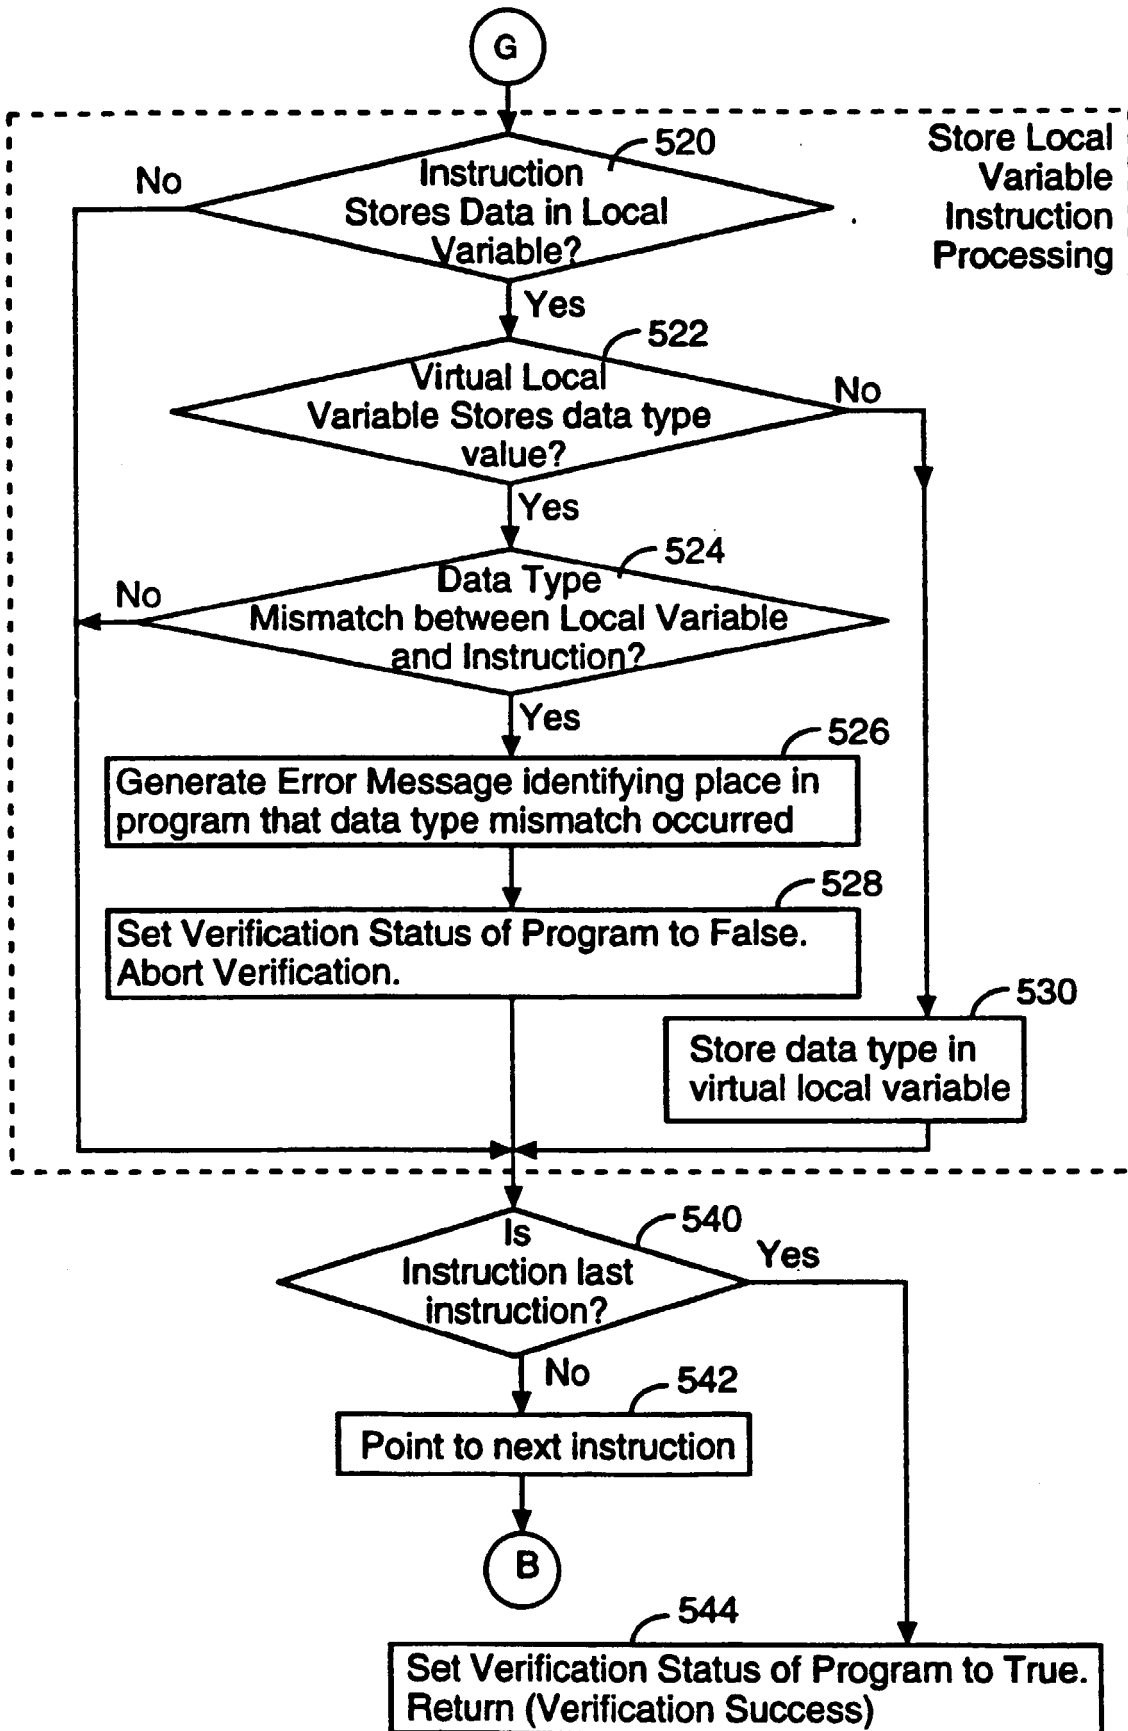 G
520
Store Local
Variable
Instruction
Processing
No
Instruction
Stores Data in Local
Variable?
Yes
522
Virtual Local
Variable Stores data type
value?
No
Yes
524
Data Type
Mismatch between Local Variable
and Instruction?
No
Yes
526
Generate Error Message identifying place in
program that data type mismatch occurred
528
Set Verification Status of Program to False.
Abort Verification.
530
Store data type in
virtual local variable
540
Is
Instruction last
instruction?
Yes
No
542
Point to next instruction
B
544
Set Verification Status of Program to True.
Return (Verification Success)